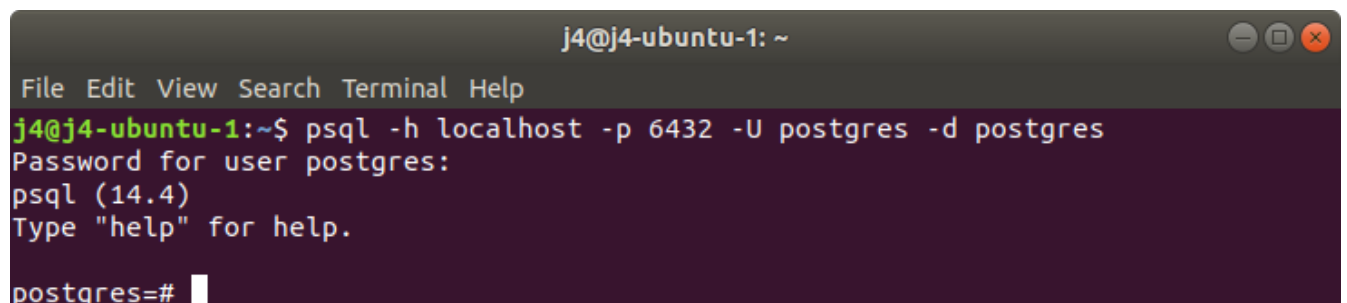 j4@j4-ubuntu-1: ~
File Edit View Search Terminal Help
j4@j4-ubuntu-1:~$ psql -h localhost -p 6432 -U postgres -d postgres
Password for user postgres:
psql (14.4)
Type "help" for help.
postgres=#